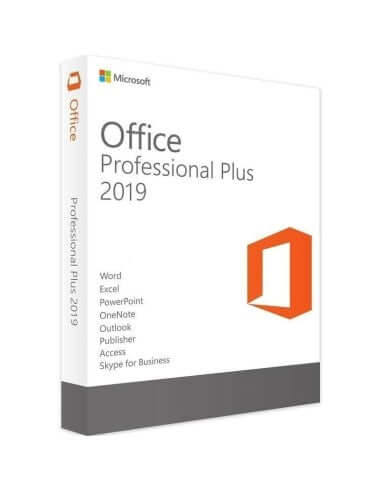 Microsoft
Office
Professional Plus
2019
Word
Excel
PowerPoint
OneNote
Outlook
Publisher
Access
Skype for Business
Office
Professional Plus 2019